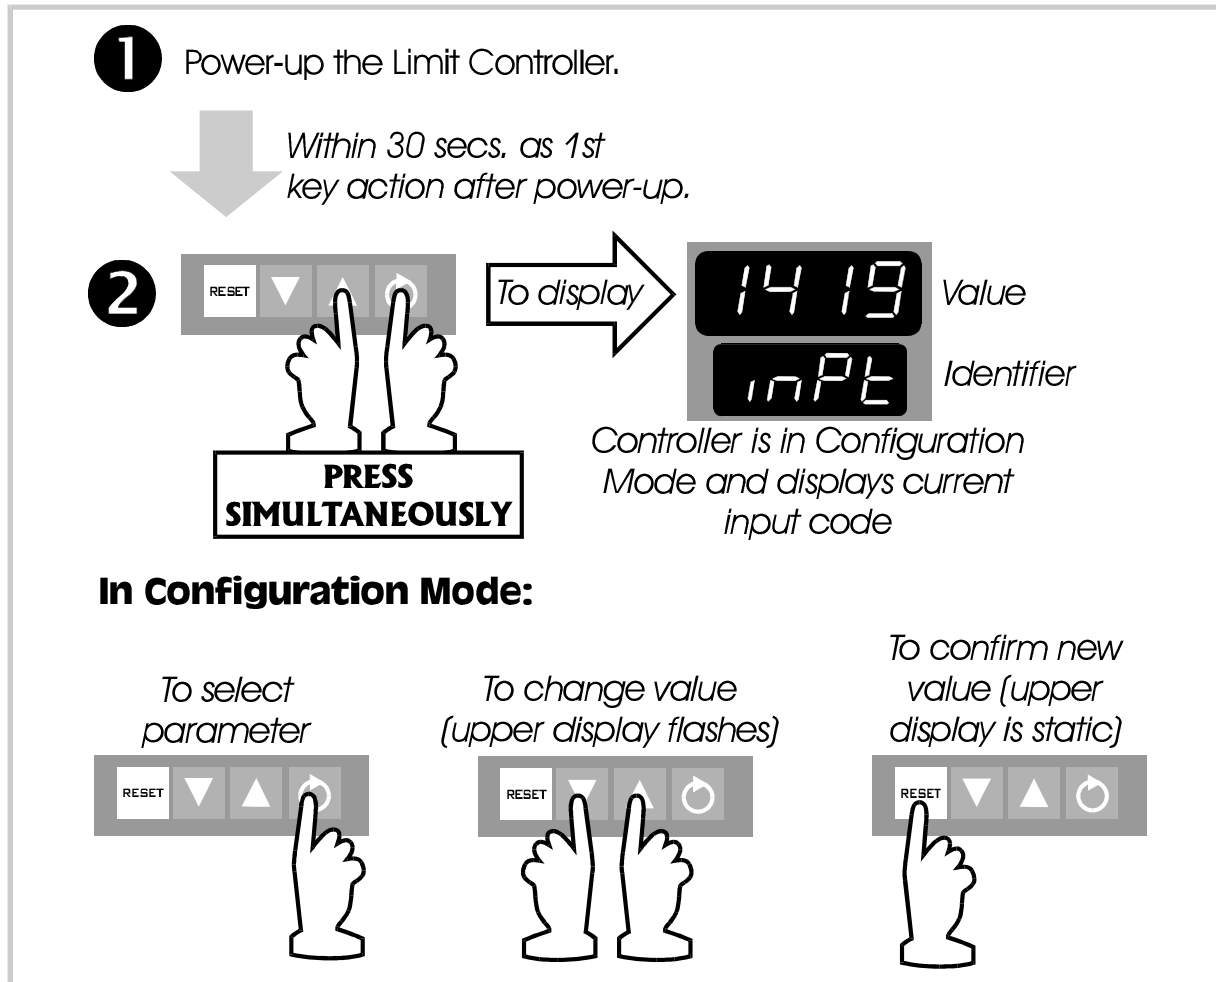 1 Power-up the Limit Controller.
Within 30 secs. as 1st
key action after power-up.
2
RESET
To display
1419
Value
inPt
Identifier
PRESS
SIMULTANEOUSLY
Controller is in Configuration
Mode and displays current
input code
In Configuration Mode:
To select
parameter
RESET
To change value
(upper display flashes)
RESET
To confirm new
value (upper
display is static)
RESET